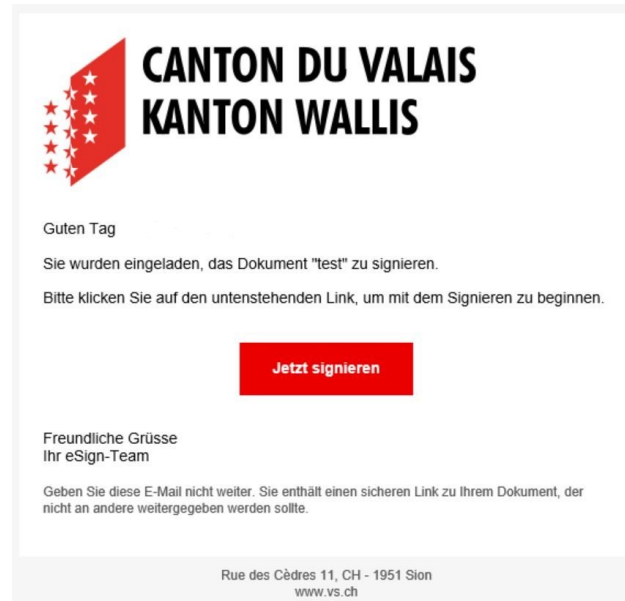 CANTON DU VALAIS
KANTON WALLIS
Guten Tag
Sie wurden eingeladen, das Dokument "test" zu signieren.
Bitte klicken Sie auf den untenstehenden Link, um mit dem Signieren zu beginnen.
Jetzt signieren
Freundliche Grüsse
Ihr eSign-Team
Geben Sie diese E-Mail nicht weiter. Sie enthält einen sicheren Link zu Ihrem Dokument, der
nicht an andere weitergegeben werden sollte.
Rue des Cèdres 11, CH - 1951 Sion
www.vs.ch